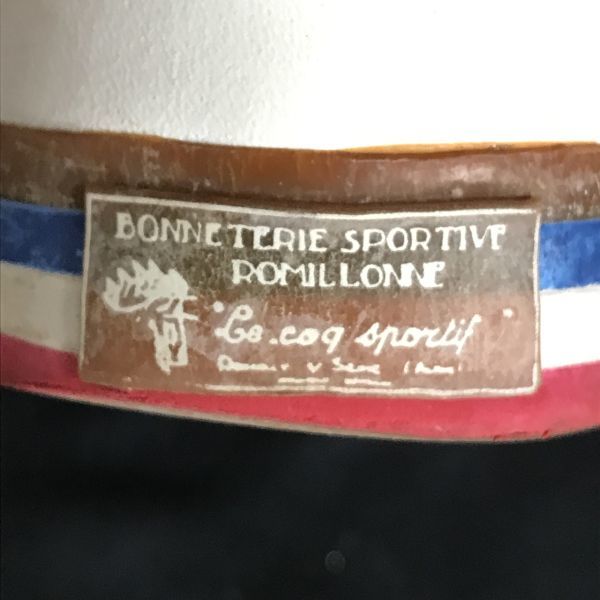 BONNETERIE SPORTIVE
ROMILLONNE
"Le coq sportif"